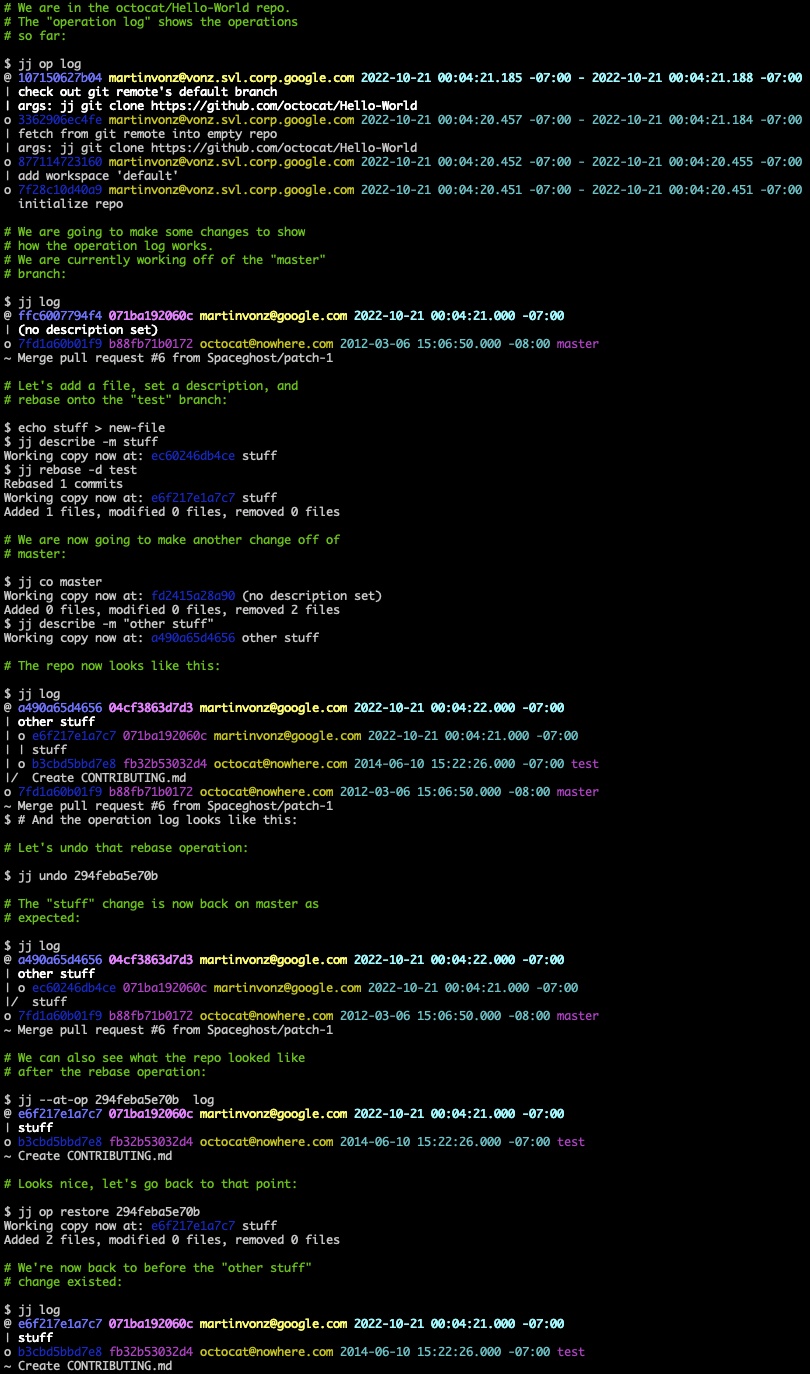 # We are in the octocat/Hello-World repo.
# The "operation log" shows the operations
# so far:
$ jj op log
@ 107150627b04 martinvonz@vonz.svl.corp.google.com 2022-10-21 00:04:21.185 -07:00 - 2022-10-21 00:04:21.188 -07:00
| check out git remote's default branch
| args: jj git clone https://github.com/octocat/Hello-World
o 3362906ec4fe martinvonz@vonz.svl.corp.google.com 2022-10-21 00:04:20.457 -07:00 - 2022-10-21 00:04:21.184 -07:00
| fetch from git remote into empty repo
| args: jj git clone https://github.com/octocat/Hello-World
o 877114723160 martinvonz@vonz.svl.corp.google.com 2022-10-21 00:04:20.452 -07:00 - 2022-10-21 00:04:20.455 -07:00
| add workspace 'default'
o 7f28c10d40a9 martinvonz@vonz.svl.corp.google.com 2022-10-21 00:04:20.451 -07:00 - 2022-10-21 00:04:20.451 -07:00
  initialize repo
# We are going to make some changes to show
# how the operation log works.
# We are currently working off of the "master"
# branch:
$ jj log
@ ffc6007794f4 071ba192060c martinvonz@google.com 2022-10-21 00:04:21.000 -07:00
| (no description set)
o 7fd1a60b01f9 b88fb71b0172 octocat@nowhere.com 2012-03-06 15:06:50.000 -08:00 master
~ Merge pull request #6 from Spaceghost/patch-1
# Let's add a file, set a description, and
# rebase onto the "test" branch:
$ echo stuff > new-file
$ jj describe -m stuff
Working copy now at: ec60246db4ce stuff
$ jj rebase -d test
Rebased 1 commits
Working copy now at: e6f217e1a7c7 stuff
Added 1 files, modified 0 files, removed 0 files
# We are now going to make another change off of
# master:
$ jj co master
Working copy now at: fd2415a28a90 (no description set)
Added 0 files, modified 0 files, removed 2 files
$ jj describe -m "other stuff"
Working copy now at: a490a65d4656 other stuff
# The repo now looks like this:
$ jj log
@ a490a65d4656 04cf3863d7d3 martinvonz@google.com 2022-10-21 00:04:22.000 -07:00
| other stuff
| o e6f217e1a7c7 071ba192060c martinvonz@google.com 2022-10-21 00:04:21.000 -07:00
| | stuff
| o b3cbd5bbd7e8 fb32b53032d4 octocat@nowhere.com 2014-06-10 15:22:26.000 -07:00 test
|/  Create CONTRIBUTING.md
o 7fd1a60b01f9 b88fb71b0172 octocat@nowhere.com 2012-03-06 15:06:50.000 -08:00 master
~ Merge pull request #6 from Spaceghost/patch-1
$ # And the operation log looks like this:
# Let's undo that rebase operation:
$ jj undo 294feba5e70b
# The "stuff" change is now back on master as
# expected:
$ jj log
@ a490a65d4656 04cf3863d7d3 martinvonz@google.com 2022-10-21 00:04:22.000 -07:00
| other stuff
| o ec60246db4ce 071ba192060c martinvonz@google.com 2022-10-21 00:04:21.000 -07:00
|/  stuff
o 7fd1a60b01f9 b88fb71b0172 octocat@nowhere.com 2012-03-06 15:06:50.000 -08:00 master
~ Merge pull request #6 from Spaceghost/patch-1
# We can also see what the repo looked like
# after the rebase operation:
$ jj --at-op 294feba5e70b  log
@ e6f217e1a7c7 071ba192060c martinvonz@google.com 2022-10-21 00:04:21.000 -07:00
| stuff
o b3cbd5bbd7e8 fb32b53032d4 octocat@nowhere.com 2014-06-10 15:22:26.000 -07:00 test
~ Create CONTRIBUTING.md
# Looks nice, let's go back to that point:
$ jj op restore 294feba5e70b
Working copy now at: e6f217e1a7c7 stuff
Added 2 files, modified 0 files, removed 0 files
# We're now back to before the "other stuff"
# change existed:
$ jj log
@ e6f217e1a7c7 071ba192060c martinvonz@google.com 2022-10-21 00:04:21.000 -07:00
| stuff
o b3cbd5bbd7e8 fb32b53032d4 octocat@nowhere.com 2014-06-10 15:22:26.000 -07:00 test
~ Create CONTRIBUTING.md